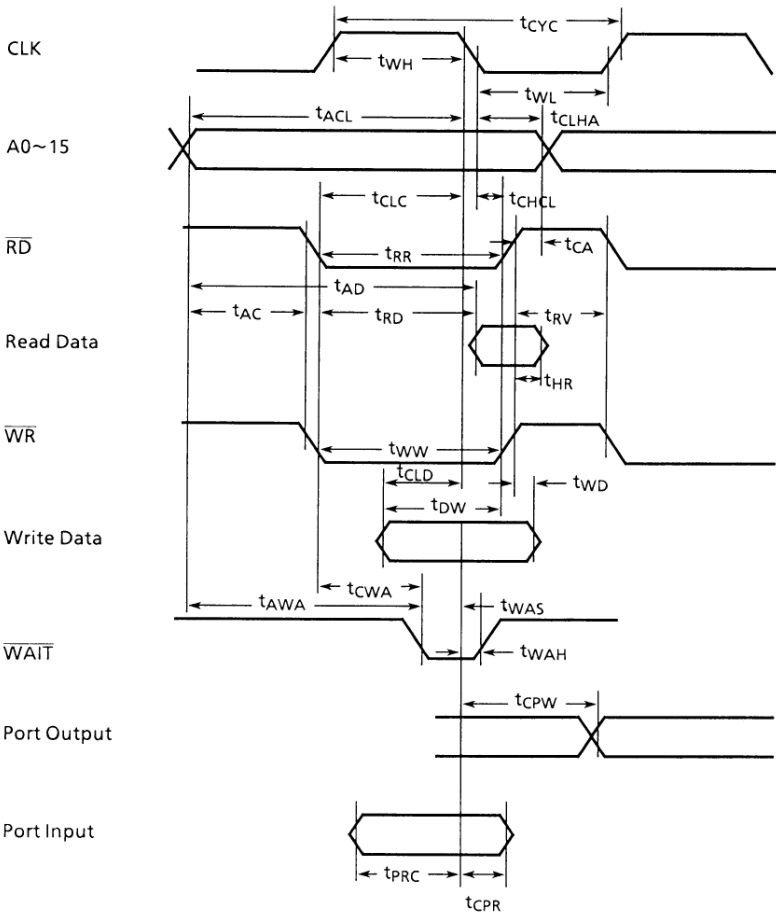 tCYC
CLK
tWH
tWL
tACL
tCLHA
A0~15
tCLC
tCHCL
RD
tRR
tCA
tAD
tAC
tRD
tRV
Read Data
tHR
WR
tWW
tCLD
tWD
tDW
Write Data
tCWA
tAWA
tWAS
WAIT
tWAH
tCPW
Port Output
Port Input
tPRC
tCPR